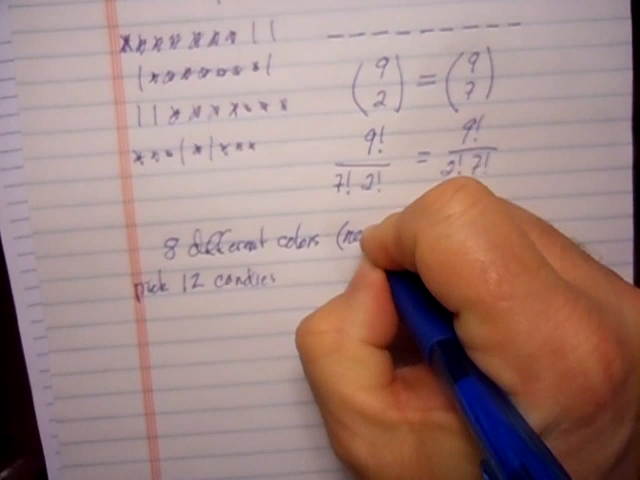 xxxxxxx||
|xxxxxxx|
||xxxxxxx
xxx|x|xxx
_ _ _ _ _ _ _ _ _
(9 2) = (9 7)
9!/7! 2! = 9!/2! 7!
8 different colors
pick 12 candies